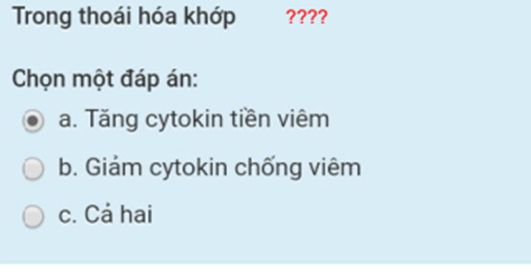 Trong thoái hóa khớp ????
Chọn một đáp án:
a. Tăng cytokin tiền viêm
b. Giảm cytokin chống viêm
c. Cả hai